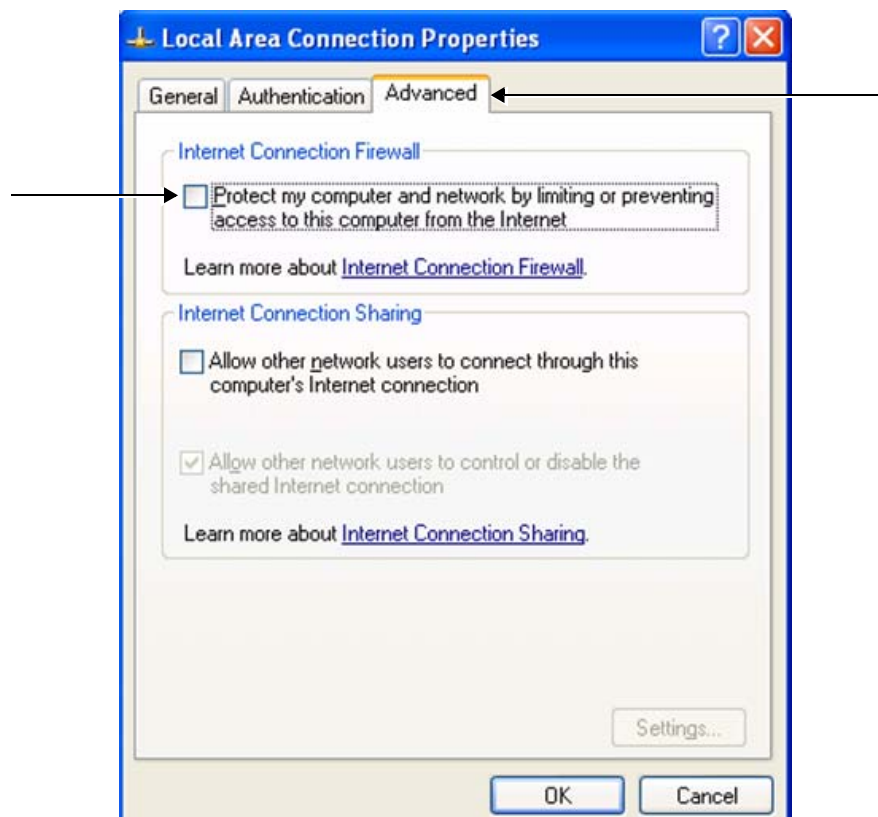 Local Area Connection Properties
General Authentication Advanced
Internet Connection Firewall
Protect my computer and network by limiting or preventing
access to this computer from the Internet
Learn more about Internet Connection Firewall.
Internet Connection Sharing
Allow other network users to connect through this
computer's Internet connection
Allow other network users to control or disable the
shared Internet connection
Learn more about Internet Connection Sharing.
Settings...
OK Cancel